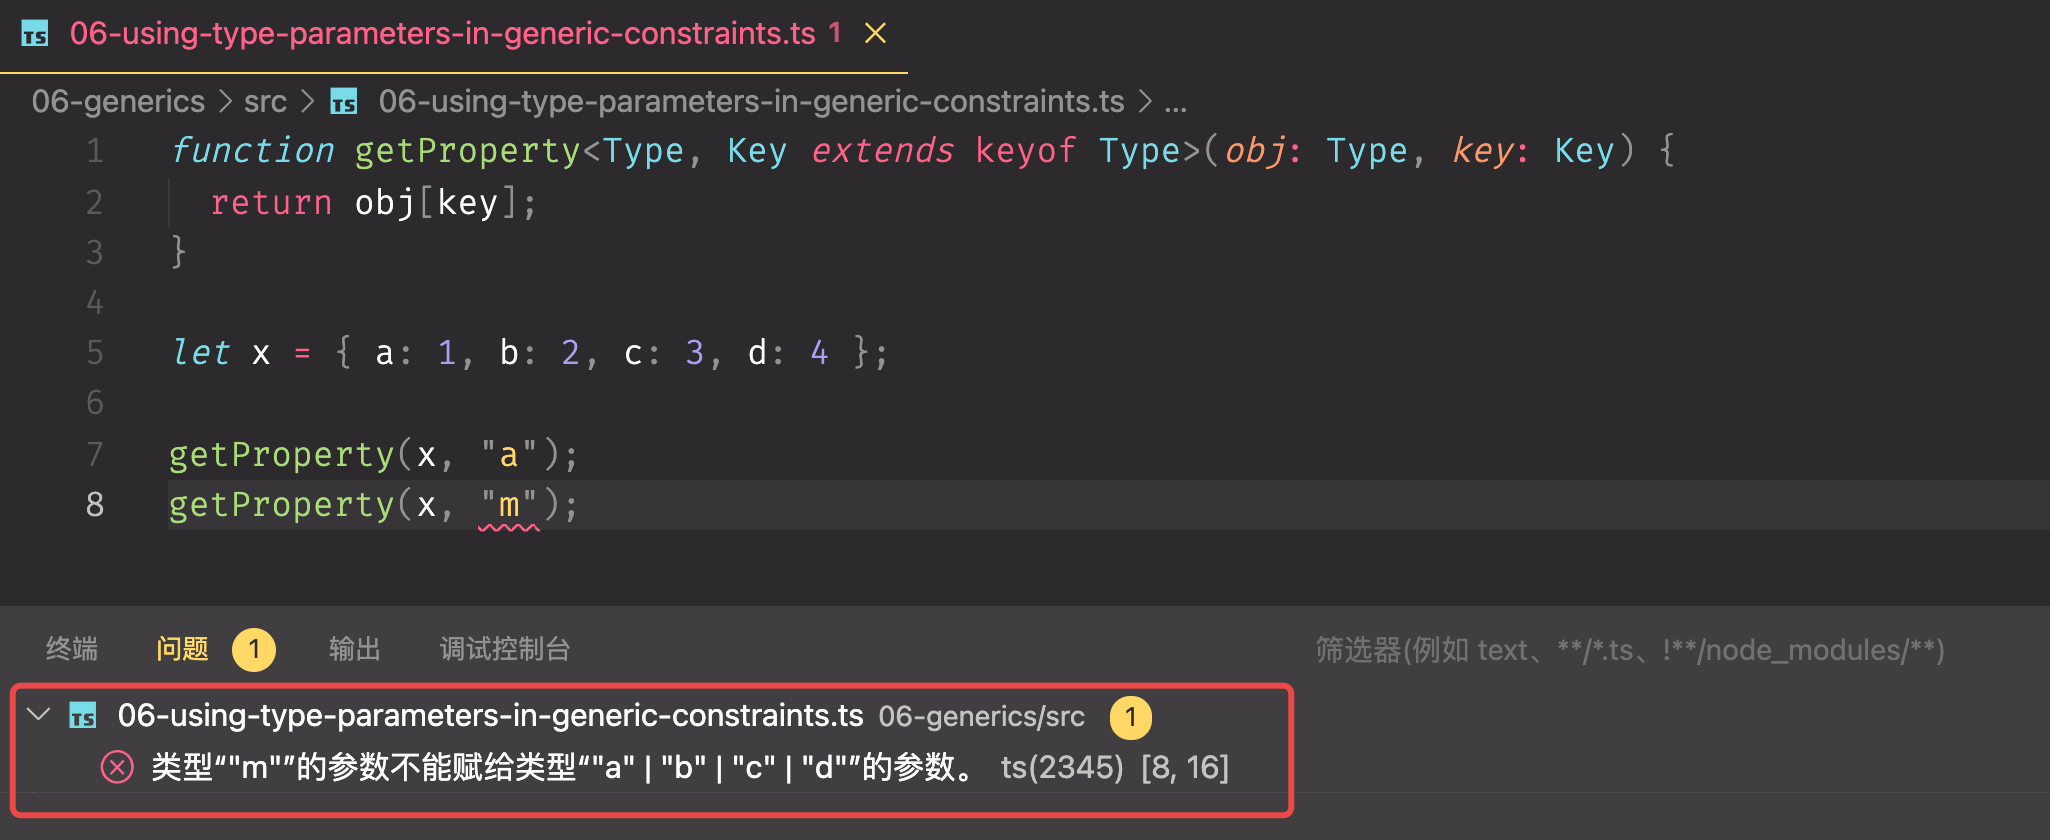 TS 06-using-type-parameters-in-generic-constraints.ts 1
06-generics > src > TS 06-using-type-parameters-in-generic-constraints.ts > ...
1 function getProperty<Type, Key extends keyof Type>(obj: Type, key: Key) {
2 return obj[key];
3 }
4
5 let x = { a: 1, b: 2, c: 3, d: 4 };
6
7 getProperty(x, "a");
8 getProperty(x, "m");
终端 问题 1 输出 调试控制台 筛选器(例如 text、**/*.ts、!**/node_modules/**)
TS 06-using-type-parameters-in-generic-constraints.ts 06-generics/src 1
类型“"m"”的参数不能赋给类型“"a" | "b" | "c" | "d"”的参数。 ts(2345) [8, 16]